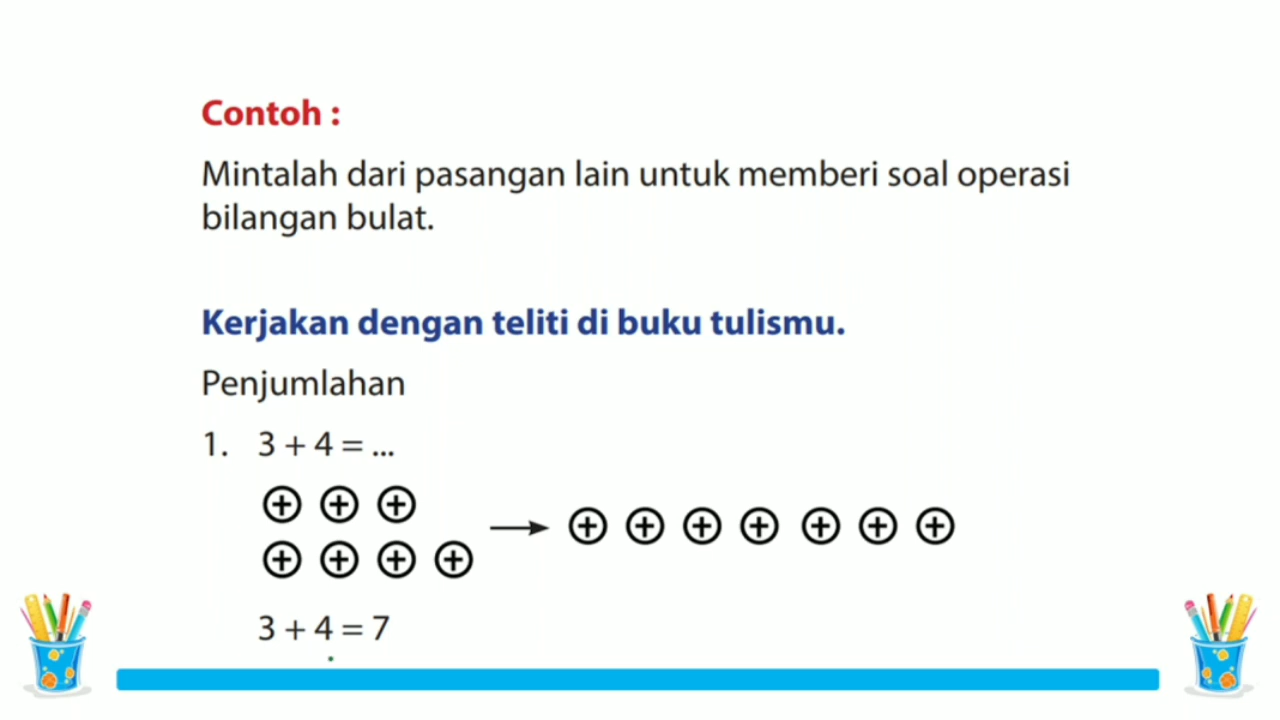 Contoh :
Mintalah dari pasangan lain untuk memberi soal operasi
bilangan bulat.
Kerjakan dengan teliti di buku tulismu.
Penjumlahan
1. 3 + 4 = ...
⊕ ⊕ ⊕
⊕ ⊕ ⊕ ⊕ → ⊕ ⊕ ⊕ ⊕ ⊕ ⊕ ⊕
3 + 4 = 7